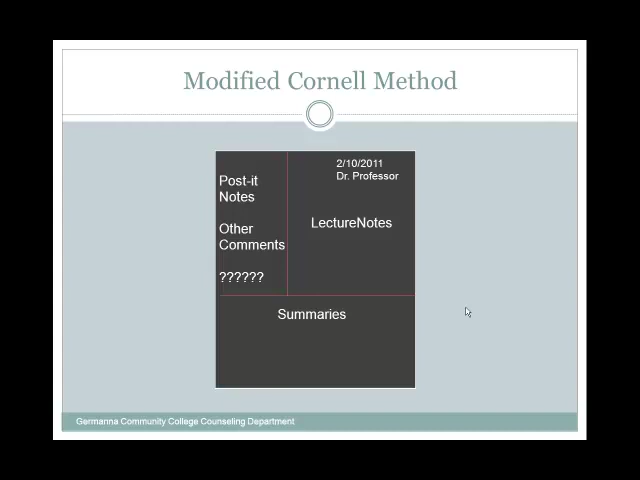 Modified Cornell Method
2/10/2011
Dr. Professor
Post-it
Notes
LectureNotes
Other
Comments
??????
Summaries
Germanna Community College Counseling Department